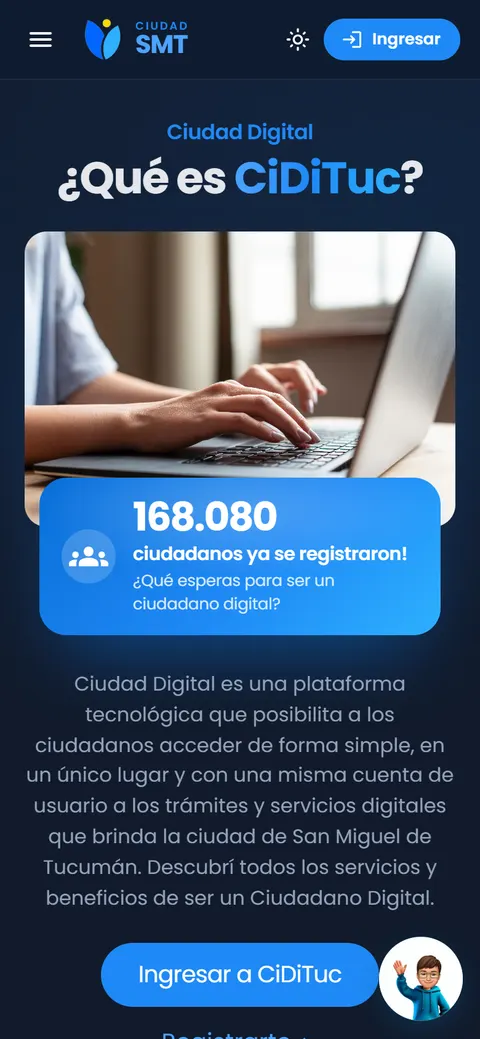 CIUDAD
SMT
Ingresar
Ciudad Digital
¿Qué es CiDiTuc?
168.080
ciudadanos ya se registraron!
¿Qué esperas para ser un
ciudadano digital?
Ciudad Digital es una plataforma
tecnológica que posibilita a los
ciudadanos acceder de forma simple, en
un único lugar y con una misma cuenta de
usuario a los trámites y servicios digitales
que brinda la ciudad de San Miguel de
Tucumán. Descubrí todos los servicios y
beneficios de ser un Ciudadano Digital.
Ingresar a CiDiTuc